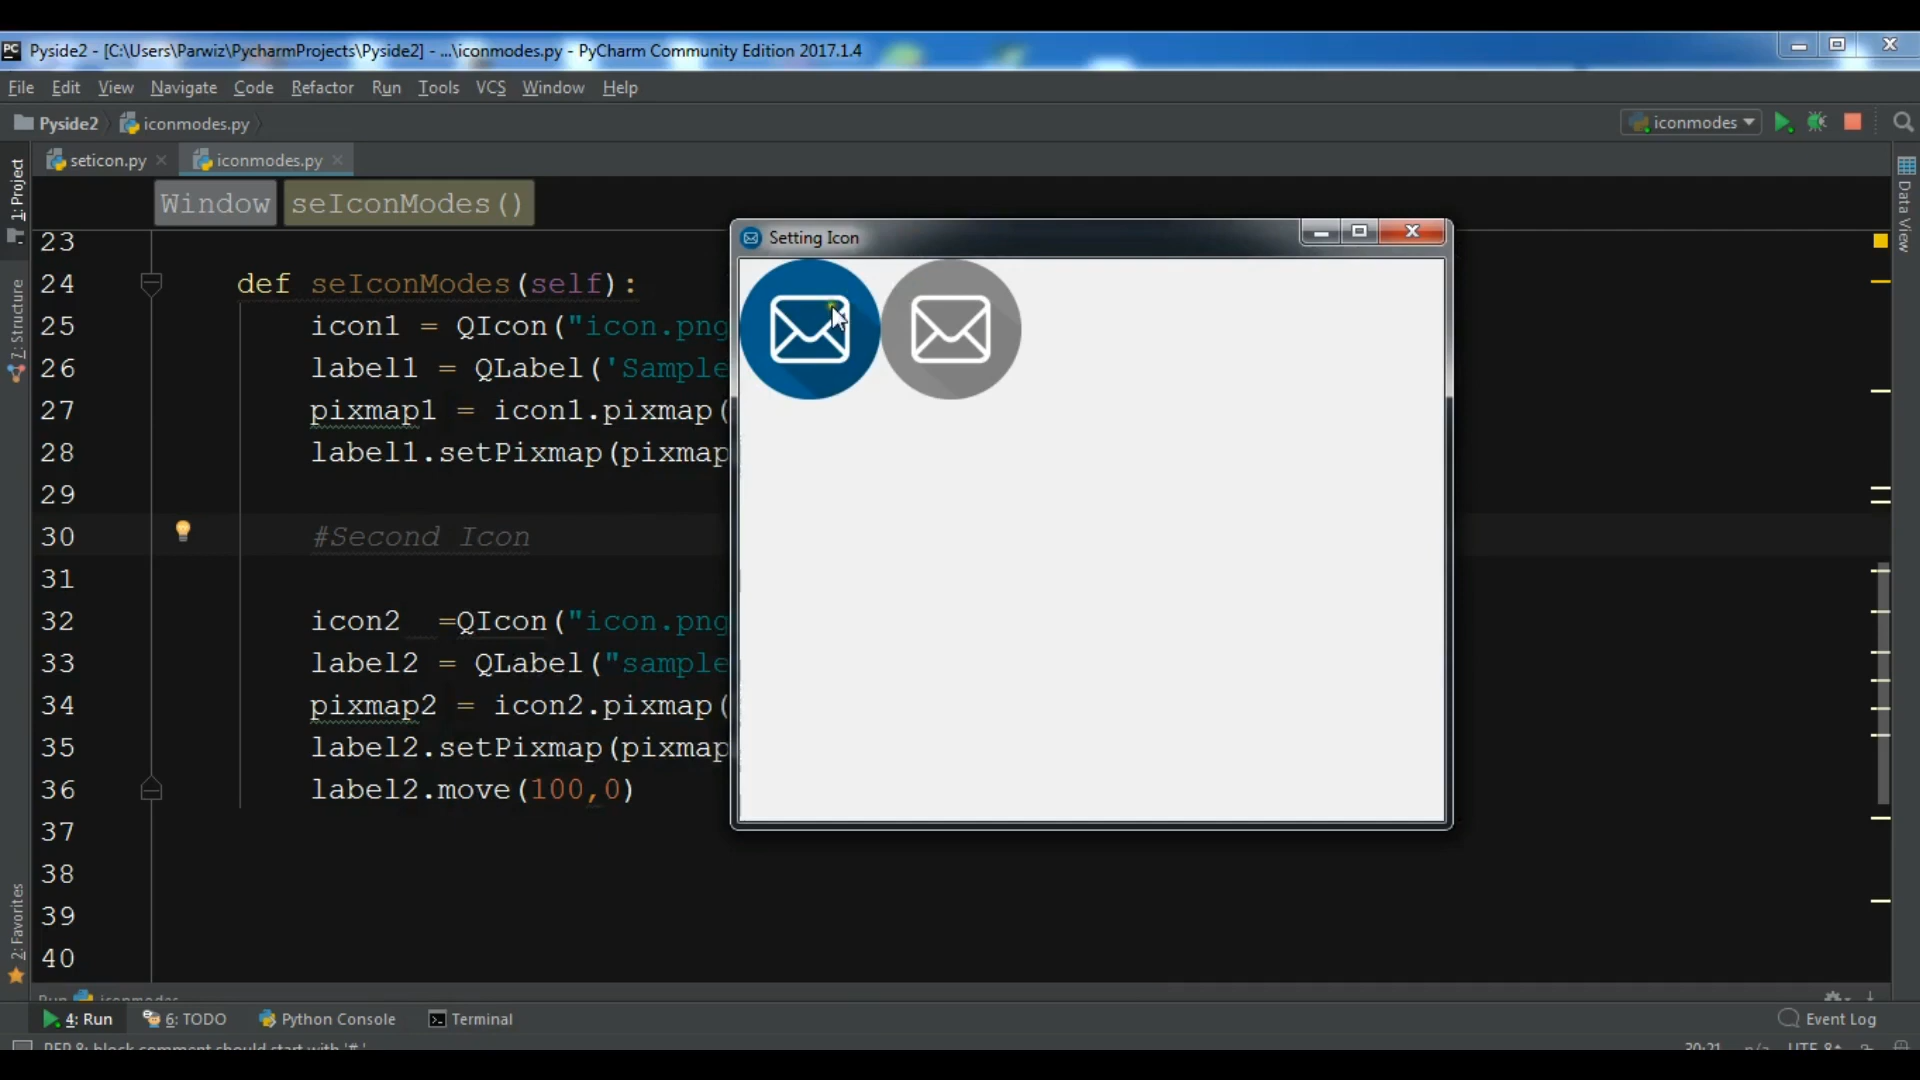 PC Pyside2 - [C:\Users\Parwiz\PycharmProjects\Pyside2] - ...\iconmodes.py - PyCharm Community Edition 2017.1.4
File Edit View Navigate Code Refactor Run Tools VCS Window Help
Pyside2 iconmodes.py iconmodes
seticon.py iconmodes.py
1: Project
7: Structure
2: Favorites
Data View
Window seIconModes()
Setting Icon
23
24 def seIconModes(self):
25 icon1 = QIcon("icon.png
26 label1 = QLabel('Sample
27 pixmap1 = icon1.pixmap(
28 label1.setPixmap(pixmap
29
30 #Second Icon
31
32 icon2 =QIcon("icon.png
33 label2 = QLabel("sample
34 pixmap2 = icon2.pixmap(
35 label2.setPixmap(pixmap
36 label2.move(100,0)
37
38
39
40
Run iconmodes
4: Run 6: TODO Python Console Terminal Event Log
PEP 8: block comment should start with '# ' 30:21 n/a UTF-8